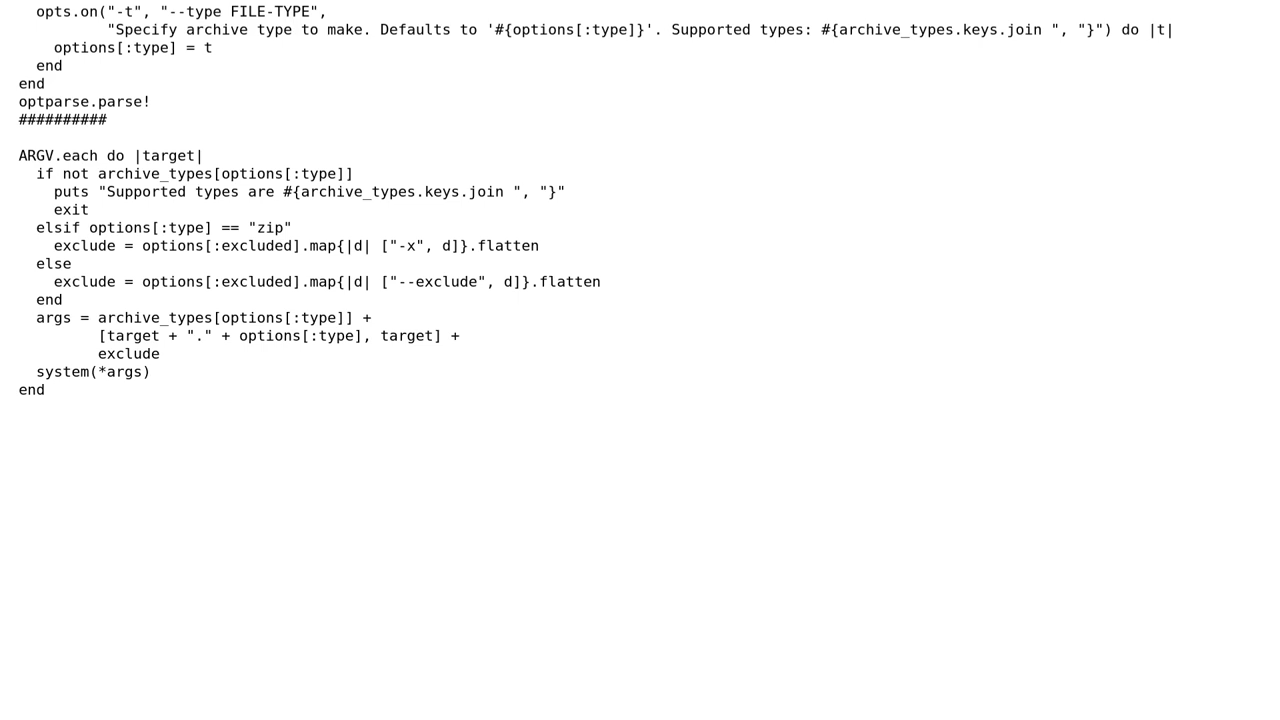 opts.on("-t", "--type FILE-TYPE",
          "Specify archive type to make. Defaults to '#{options[:type]}'. Supported types: #{archive_types.keys.join ", "}") do |t|
    options[:type] = t
  end
end
optparse.parse!
##########

ARGV.each do |target|
  if not archive_types[options[:type]]
    puts "Supported types are #{archive_types.keys.join ", "}"
    exit
  elsif options[:type] == "zip"
    exclude = options[:excluded].map{|d| ["-x", d]}.flatten
  else
    exclude = options[:excluded].map{|d| ["--exclude", d]}.flatten
  end
  args = archive_types[options[:type]] +
         [target + "." + options[:type], target] +
         exclude
  system(*args)
end